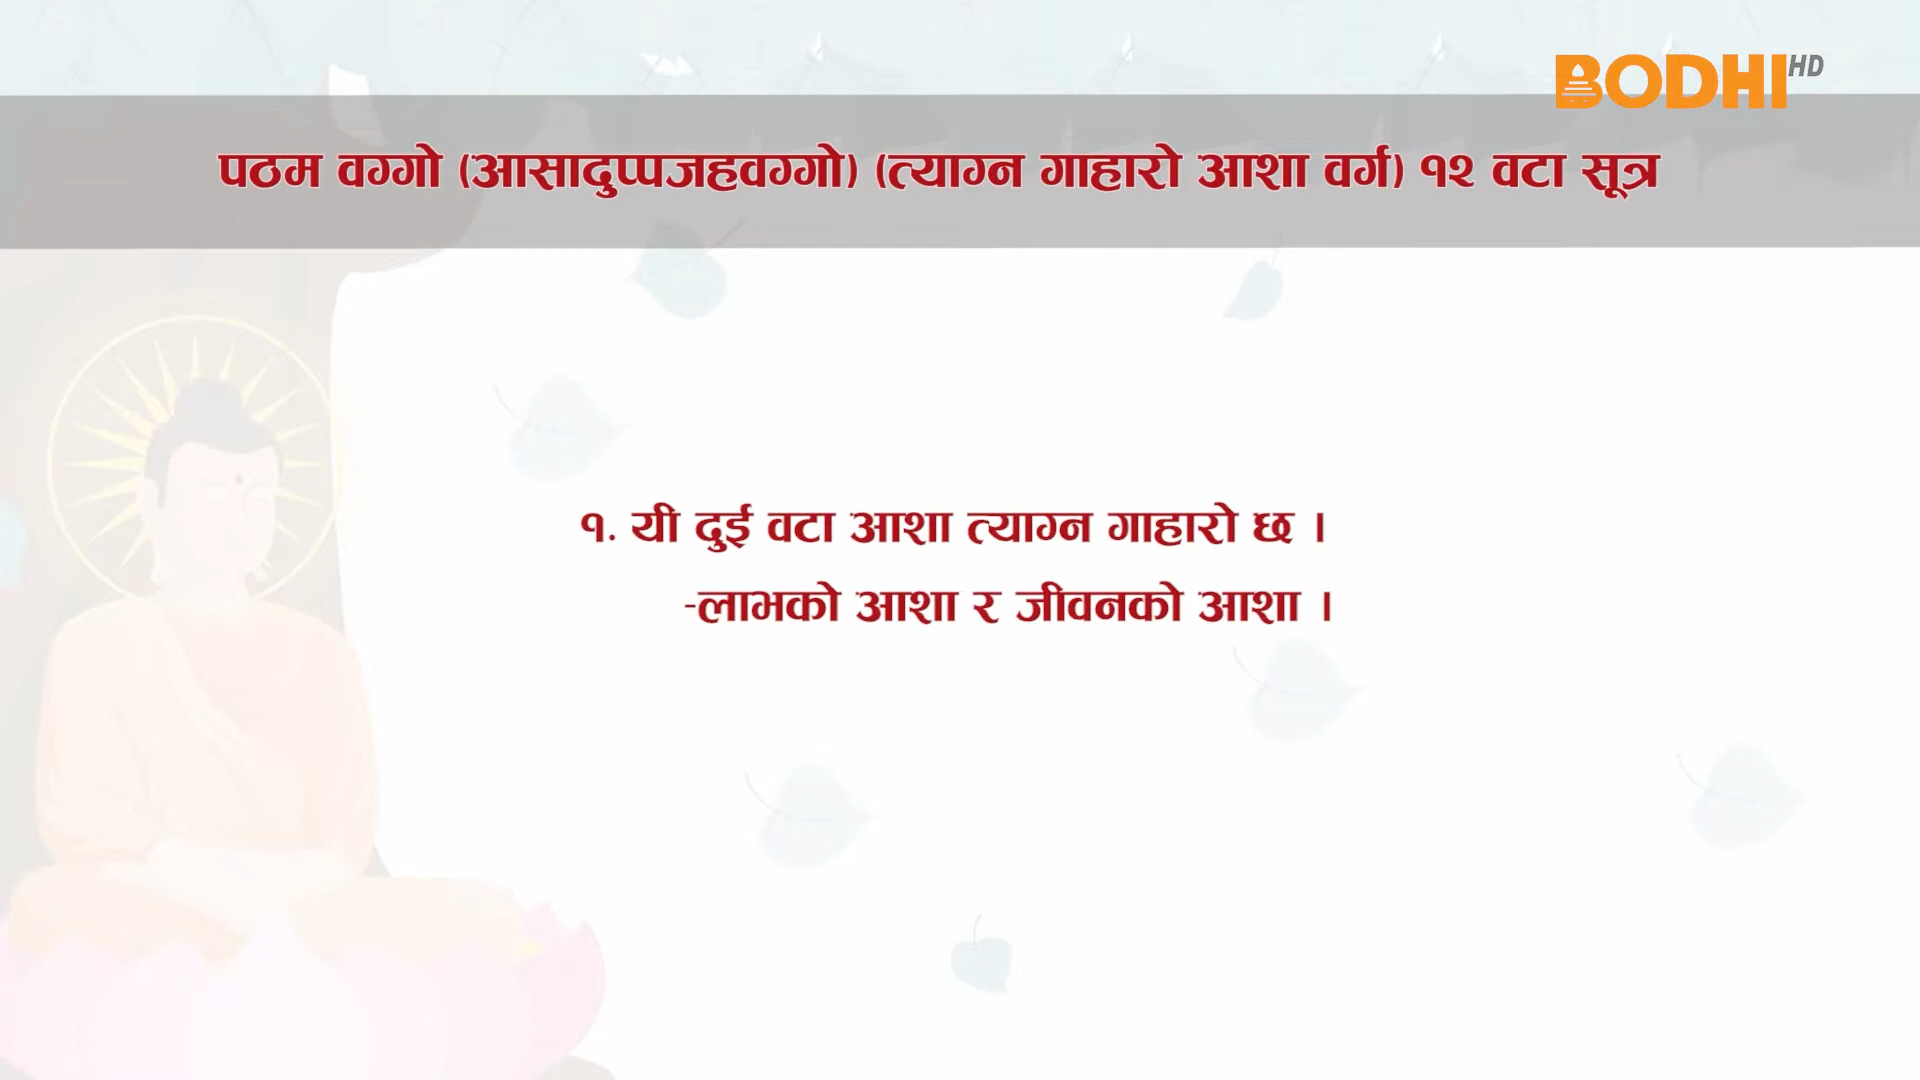 BODHI HD
पठम वग्गो (आसादुप्पजहवग्गो) (त्याग्न गाहारो आशा वर्ग) १२ वटा सूत्र
१. यी दुई वटा आशा त्याग्न गाहारो छ ।
-लाभको आशा र जीवनको आशा ।